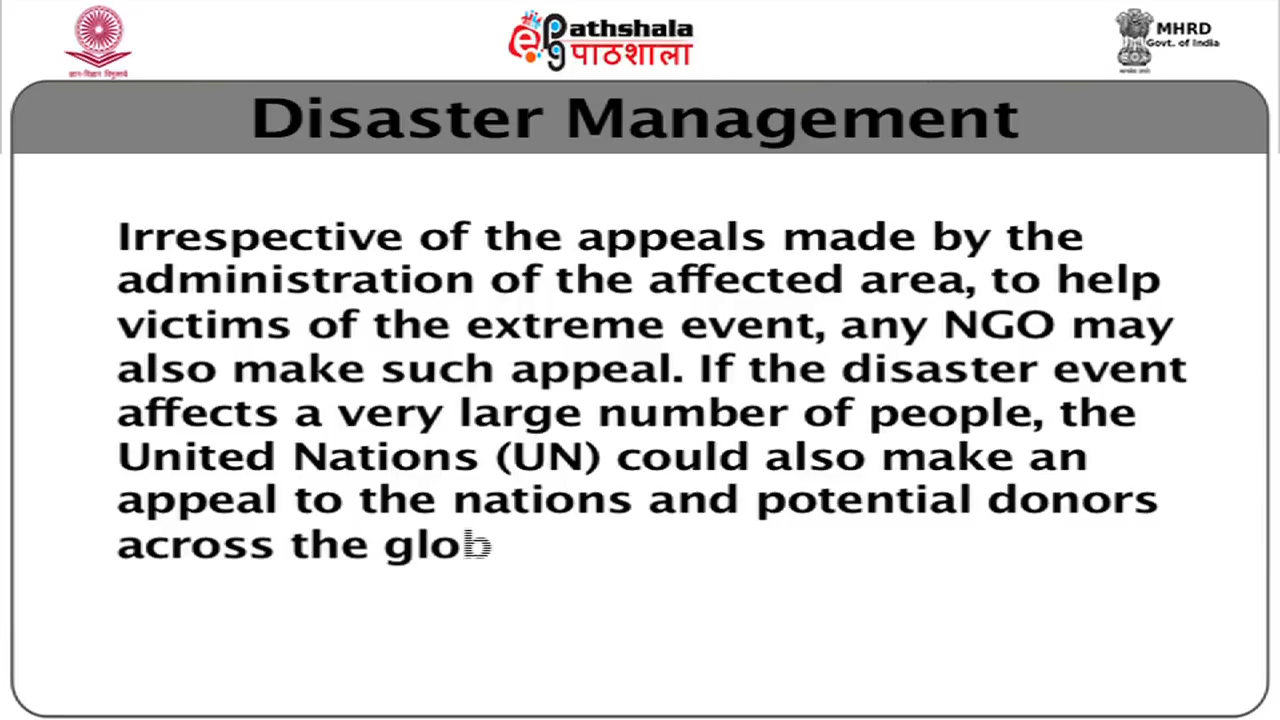 ePathshala
पाठशाला
MHRD
Govt. of India
Disaster Management
Irrespective of the appeals made by the
administration of the affected area, to help
victims of the extreme event, any NGO may
also make such appeal. If the disaster event
affects a very large number of people, the
United Nations (UN) could also make an
appeal to the nations and potential donors
across the glob